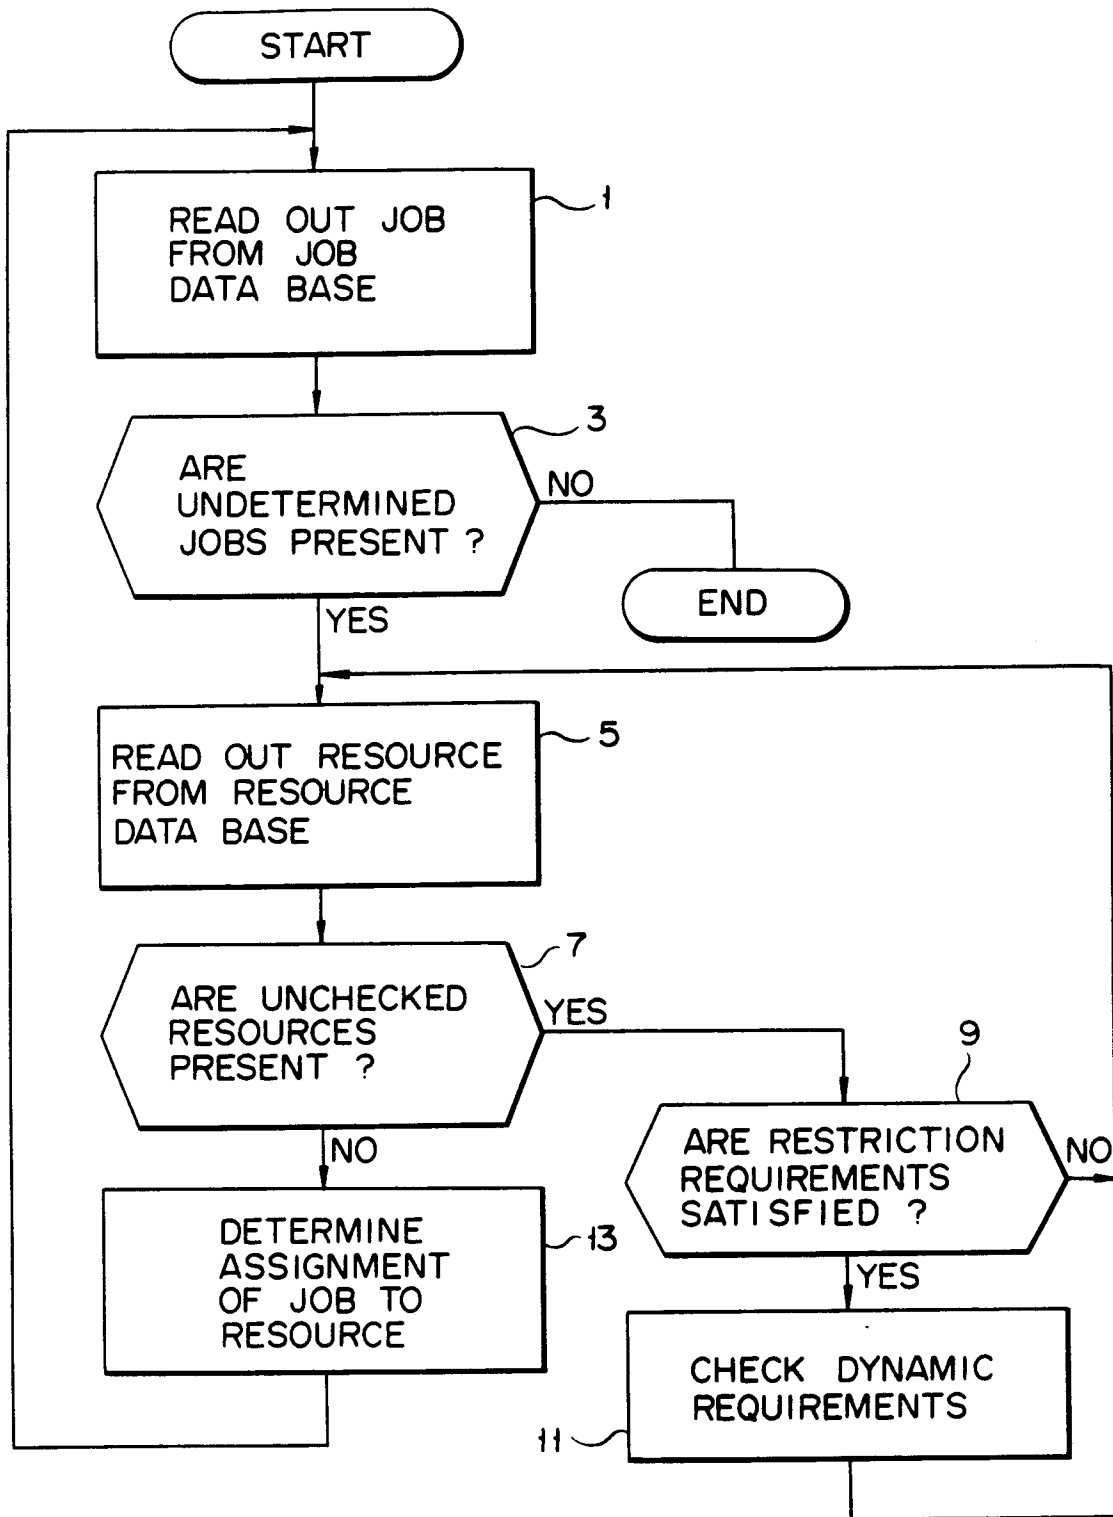 START
1
READ OUT JOB
FROM JOB
DATA BASE
3
ARE
UNDETERMINED
JOBS PRESENT ?
NO
END
YES
5
READ OUT RESOURCE
FROM RESOURCE
DATA BASE
7
ARE UNCHECKED
RESOURCES
PRESENT ?
YES
9
ARE RESTRICTION
REQUIREMENTS
SATISFIED ?
NO
NO
YES
13
DETERMINE
ASSIGNMENT
OF JOB TO
RESOURCE
CHECK DYNAMIC
REQUIREMENTS
11